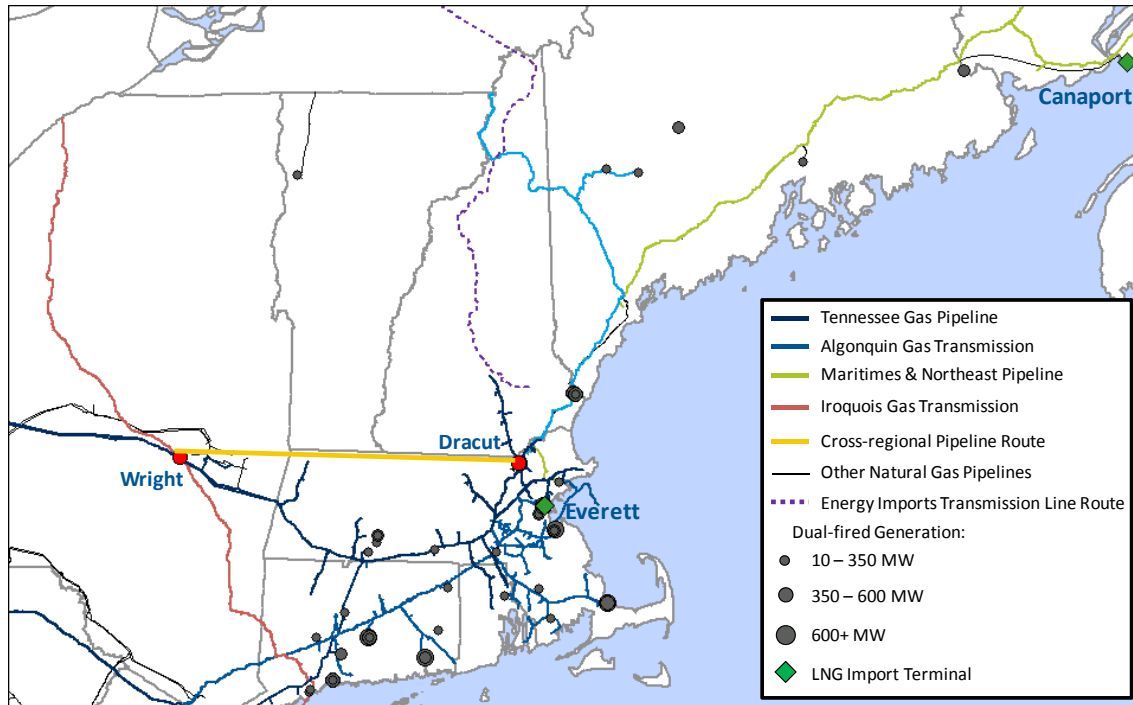 Canaport
Dracut
Wright
Everett
Tennessee Gas Pipeline
Algonquin Gas Transmission
Maritimes & Northeast Pipeline
Iroquois Gas Transmission
Cross-regional Pipeline Route
Other Natural Gas Pipelines
Energy Imports Transmission Line Route
Dual-fired Generation:
10 – 350 MW
350 – 600 MW
600+ MW
LNG Import Terminal